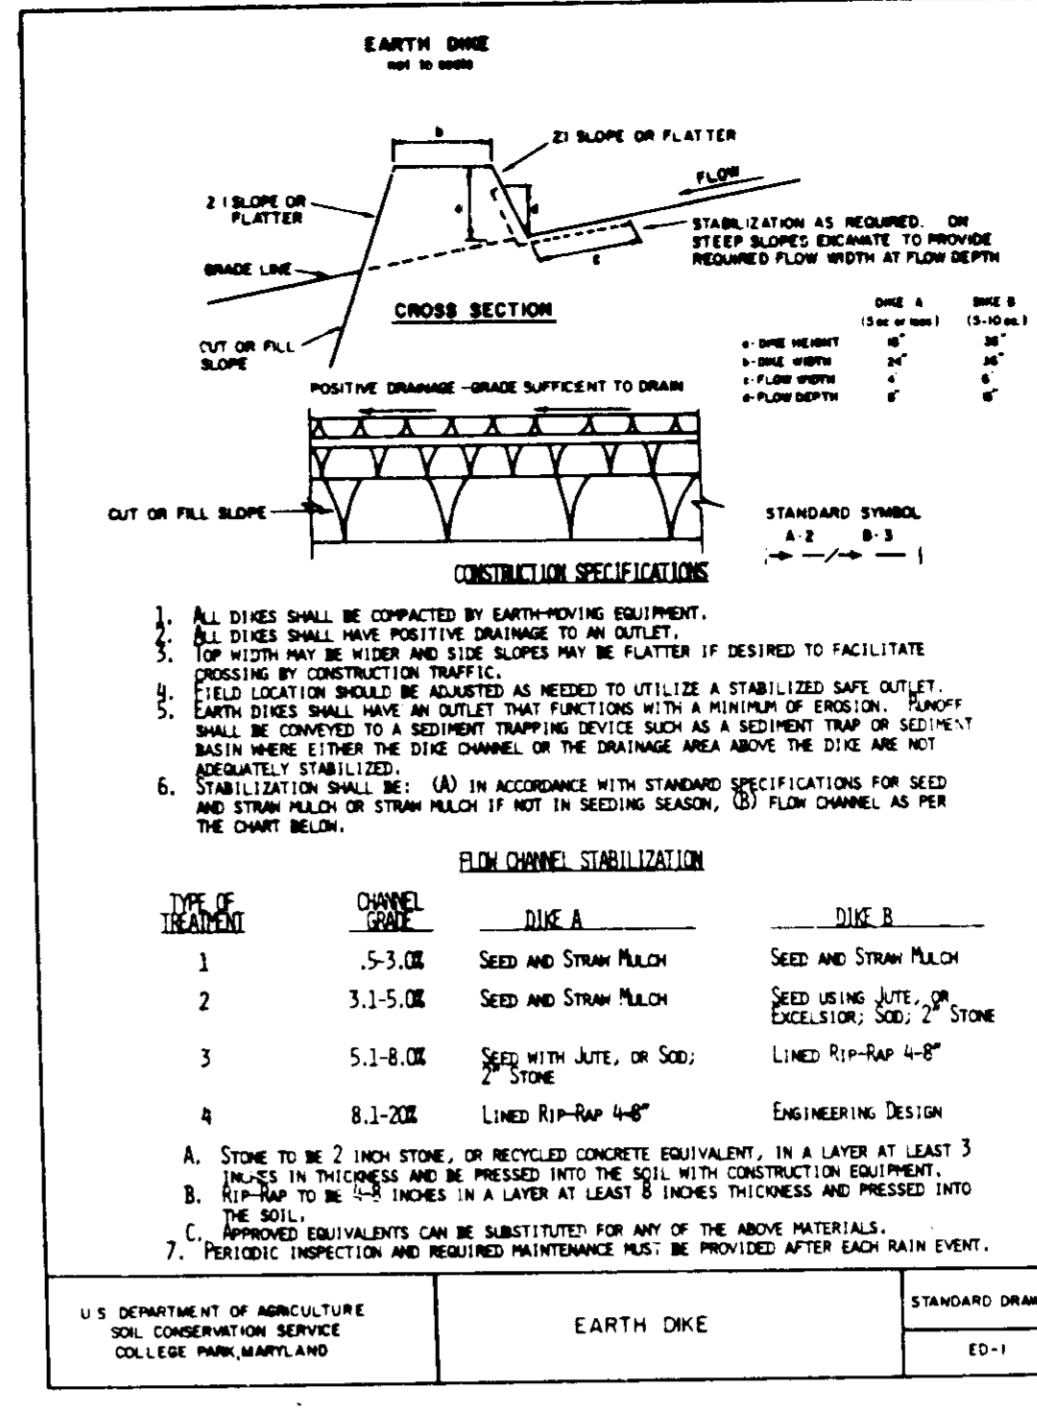 EARTH DIKE
not to scale
b
2:1 SLOPE OR FLATTER
FLOW
2:1 SLOPE OR
FLATTER
a
d
STABILIZATION AS REQUIRED. ON
STEEP SLOPES EXCAVATE TO PROVIDE
REQUIRED FLOW WIDTH AT FLOW DEPTH
c
GRADE LINE
CROSS SECTION
CUT OR FILL
SLOPE
DIKE A DIKE B
(5 ac or less) (5-10 ac.)
a- DIKE HEIGHT 18" 36"
b- DIKE WIDTH 24" 36"
c- FLOW WIDTH 4' 6'
d- FLOW DEPTH 8" 15"
POSITIVE DRAINAGE - GRADE SUFFICENT TO DRAIN
CUT OR FILL SLOPE
STANDARD SYMBOL
A-2 B-3
CONSTRUCTION SPECIFICATIONS
1. ALL DIKES SHALL BE COMPACTED BY EARTH-MOVING EQUIPMENT.
2. ALL DIKES SHALL HAVE POSITIVE DRAINAGE TO AN OUTLET.
3. TOP WIDTH MAY BE WIDER AND SIDE SLOPES MAY BE FLATTER IF DESIRED TO FACILITATE
CROSSING BY CONSTRUCTION TRAFFIC.
4. FIELD LOCATION SHOULD BE ADJUSTED AS NEEDED TO UTILIZE A STABILIZED SAFE OUTLET.
5. EARTH DIKES SHALL HAVE AN OUTLET THAT FUNCTIONS WITH A MINIMUM OF EROSION. RUNOFF
SHALL BE CONVEYED TO A SEDIMENT TRAPPING DEVICE SUCH AS A SEDIMENT TRAP OR SEDIMENT
BASIN WHERE EITHER THE DIKE CHANNEL OR THE DRAINAGE AREA ABOVE THE DIKE ARE NOT
ADEQUATELY STABILIZED.
6. STABILIZATION SHALL BE: (A) IN ACCORDANCE WITH STANDARD SPECIFICATIONS FOR SEED
AND STRAW MULCH OR STRAW MULCH IF NOT IN SEEDING SEASON, (B) FLOW CHANNEL AS PER
THE CHART BELOW.
FLOW CHANNEL STABILIZATION
TYPE OF TREATMENT CHANNEL GRADE DIKE A DIKE B
1 .5-3.0% SEED AND STRAW MULCH SEED AND STRAW MULCH
2 3.1-5.0% SEED AND STRAW MULCH SEED USING JUTE, OR
EXCELSIOR; SOD; 2" STONE
3 5.1-8.0% SEED WITH JUTE, OR SOD; LINED RIP-RAP 4-8"
2" STONE
4 8.1-20% LINED RIP-RAP 4-8" ENGINEERING DESIGN
A. STONE TO BE 2 INCH STONE, OR RECYCLED CONCRETE EQUIVALENT, IN A LAYER AT LEAST 3
INCHES IN THICKNESS AND BE PRESSED INTO THE SOIL WITH CONSTRUCTION EQUIPMENT.
B. RIP-RAP TO BE 4-8 INCHES IN A LAYER AT LEAST 8 INCHES THICKNESS AND PRESSED INTO
THE SOIL.
C. APPROVED EQUIVALENTS CAN BE SUBSTITUTED FOR ANY OF THE ABOVE MATERIALS.
7. PERIODIC INSPECTION AND REQUIRED MAINTENANCE MUST BE PROVIDED AFTER EACH RAIN EVENT.
U S DEPARTMENT OF AGRICULTURE
SOIL CONSERVATION SERVICE
COLLEGE PARK, MARYLAND
EARTH DIKE
STANDARD DRAW
ED-1